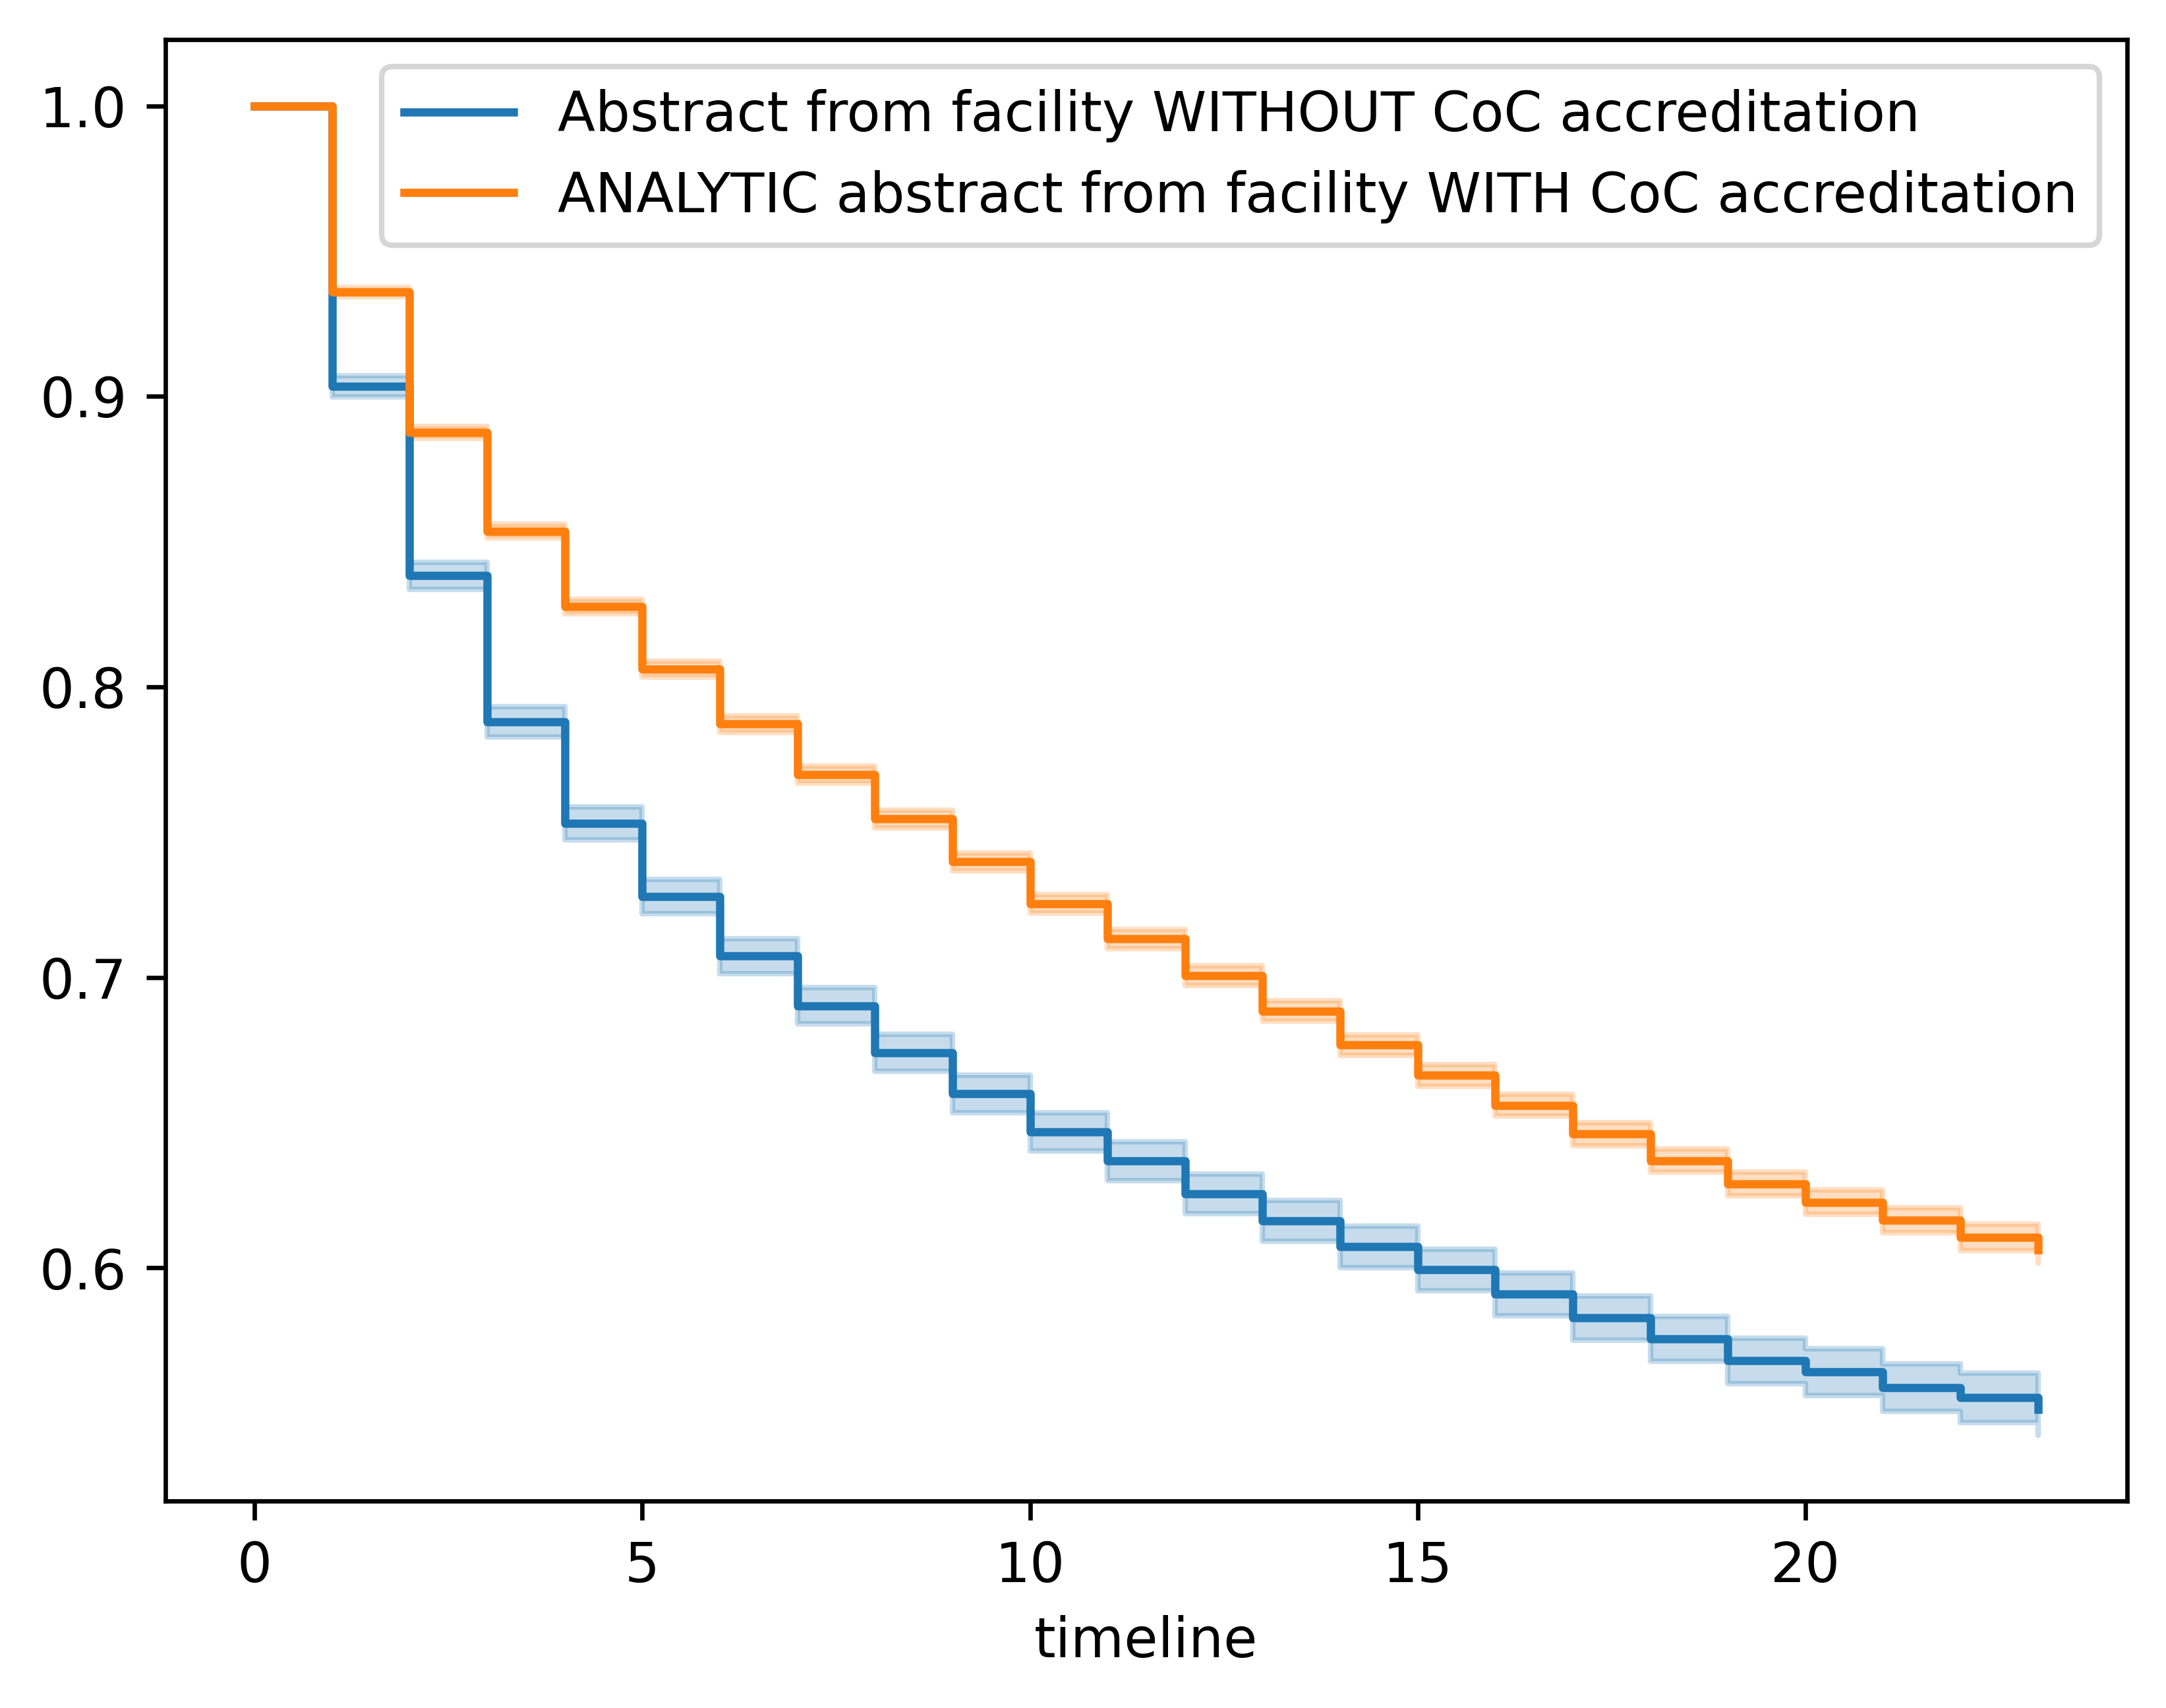 Abstract from facility WITHOUT CoC accreditation
ANALYTIC abstract from facility WITH CoC accreditation
1.0
0.9
0.8
0.7
0.6
0 5 10 15 20
timeline